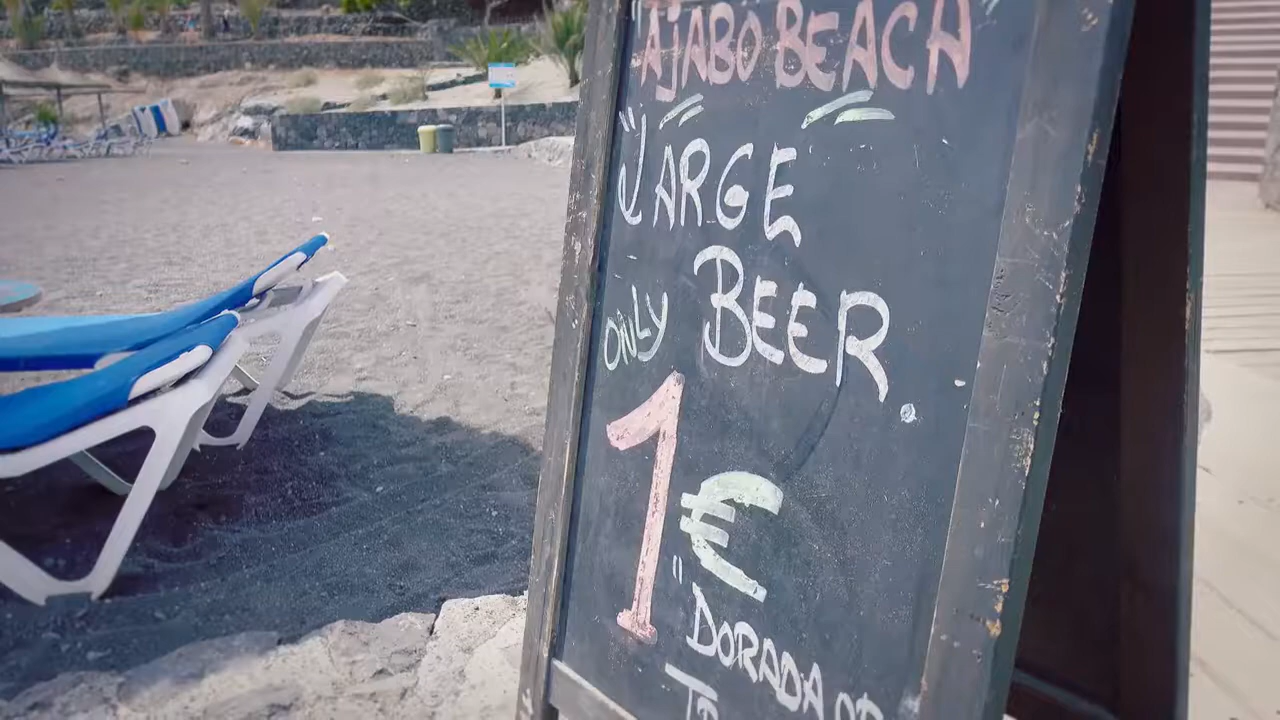 AJABO BEACH
"LARGE
ONLY BEER.
1€
"DORADA OR